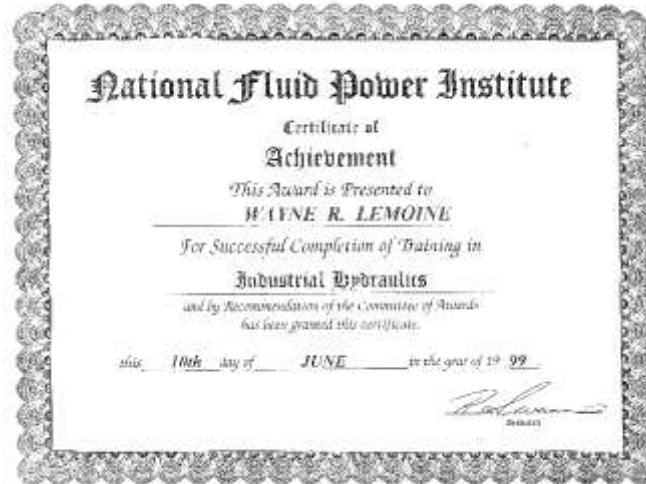 National Fluid Power Institute
Certificate of
Achievement
This Award is Presented to
WAYNE R. LEMOINE
For Successful Completion of Training in
Industrial Hydraulics
and by Recommendation of the Committee of Awards
has been granted this certificate.
this 10th day of JUNE in the year of 19 99